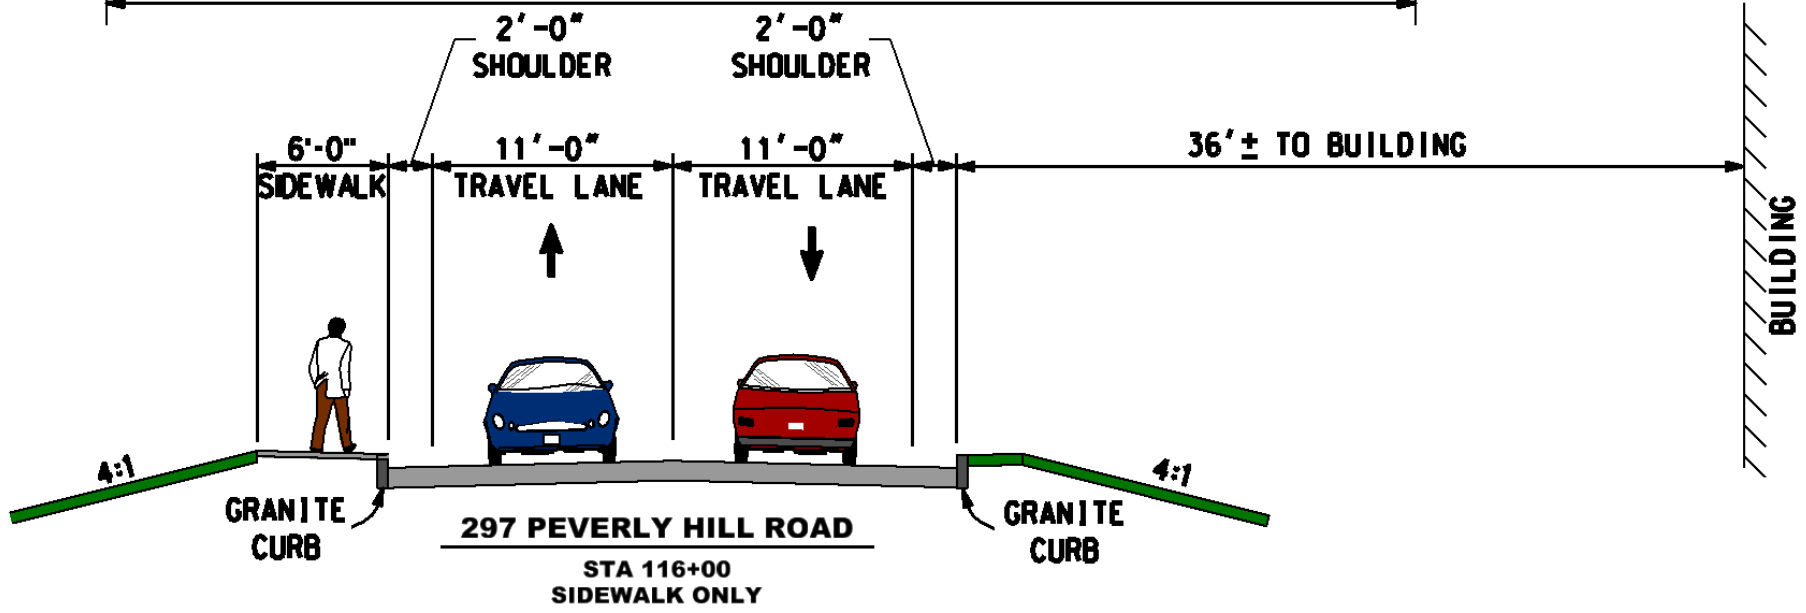 2'-0" 2'-0"
SHOULDER SHOULDER
6'-0" 11'-0" 11'-0" 36'± TO BUILDING
SIDEWALK TRAVEL LANE TRAVEL LANE
BUILDING
4:1 4:1
GRANITE GRANITE
CURB CURB
297 PEVERLY HILL ROAD
STA 116+00
SIDEWALK ONLY